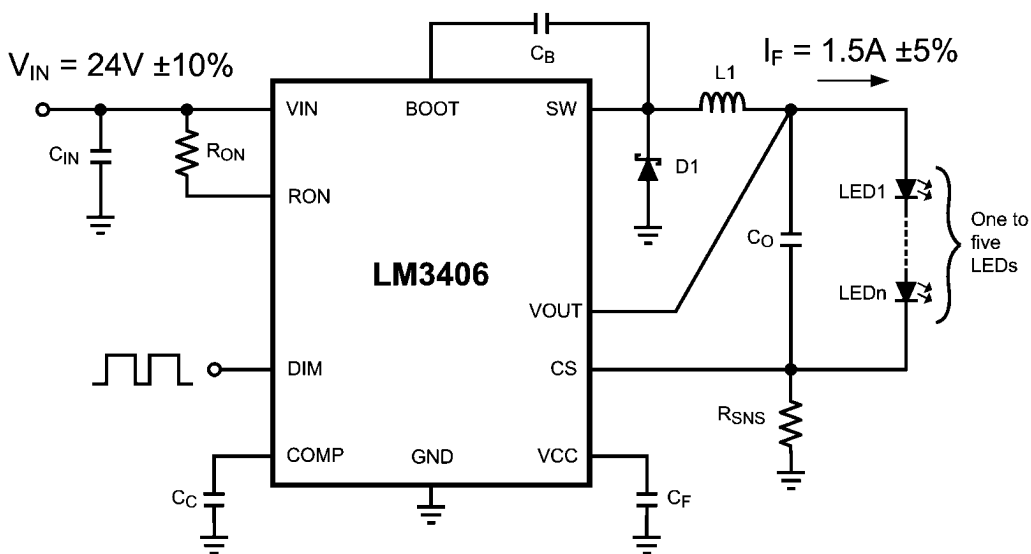 V_IN = 24V ±10%
C_IN
R_ON
VIN
BOOT
SW
C_B
L1
I_F = 1.5A ±5%
RON
D1
LED1
C_O
One to
five
LEDs
LM3406
LEDn
VOUT
DIM
CS
R_SNS
COMP
GND
VCC
C_C
C_F